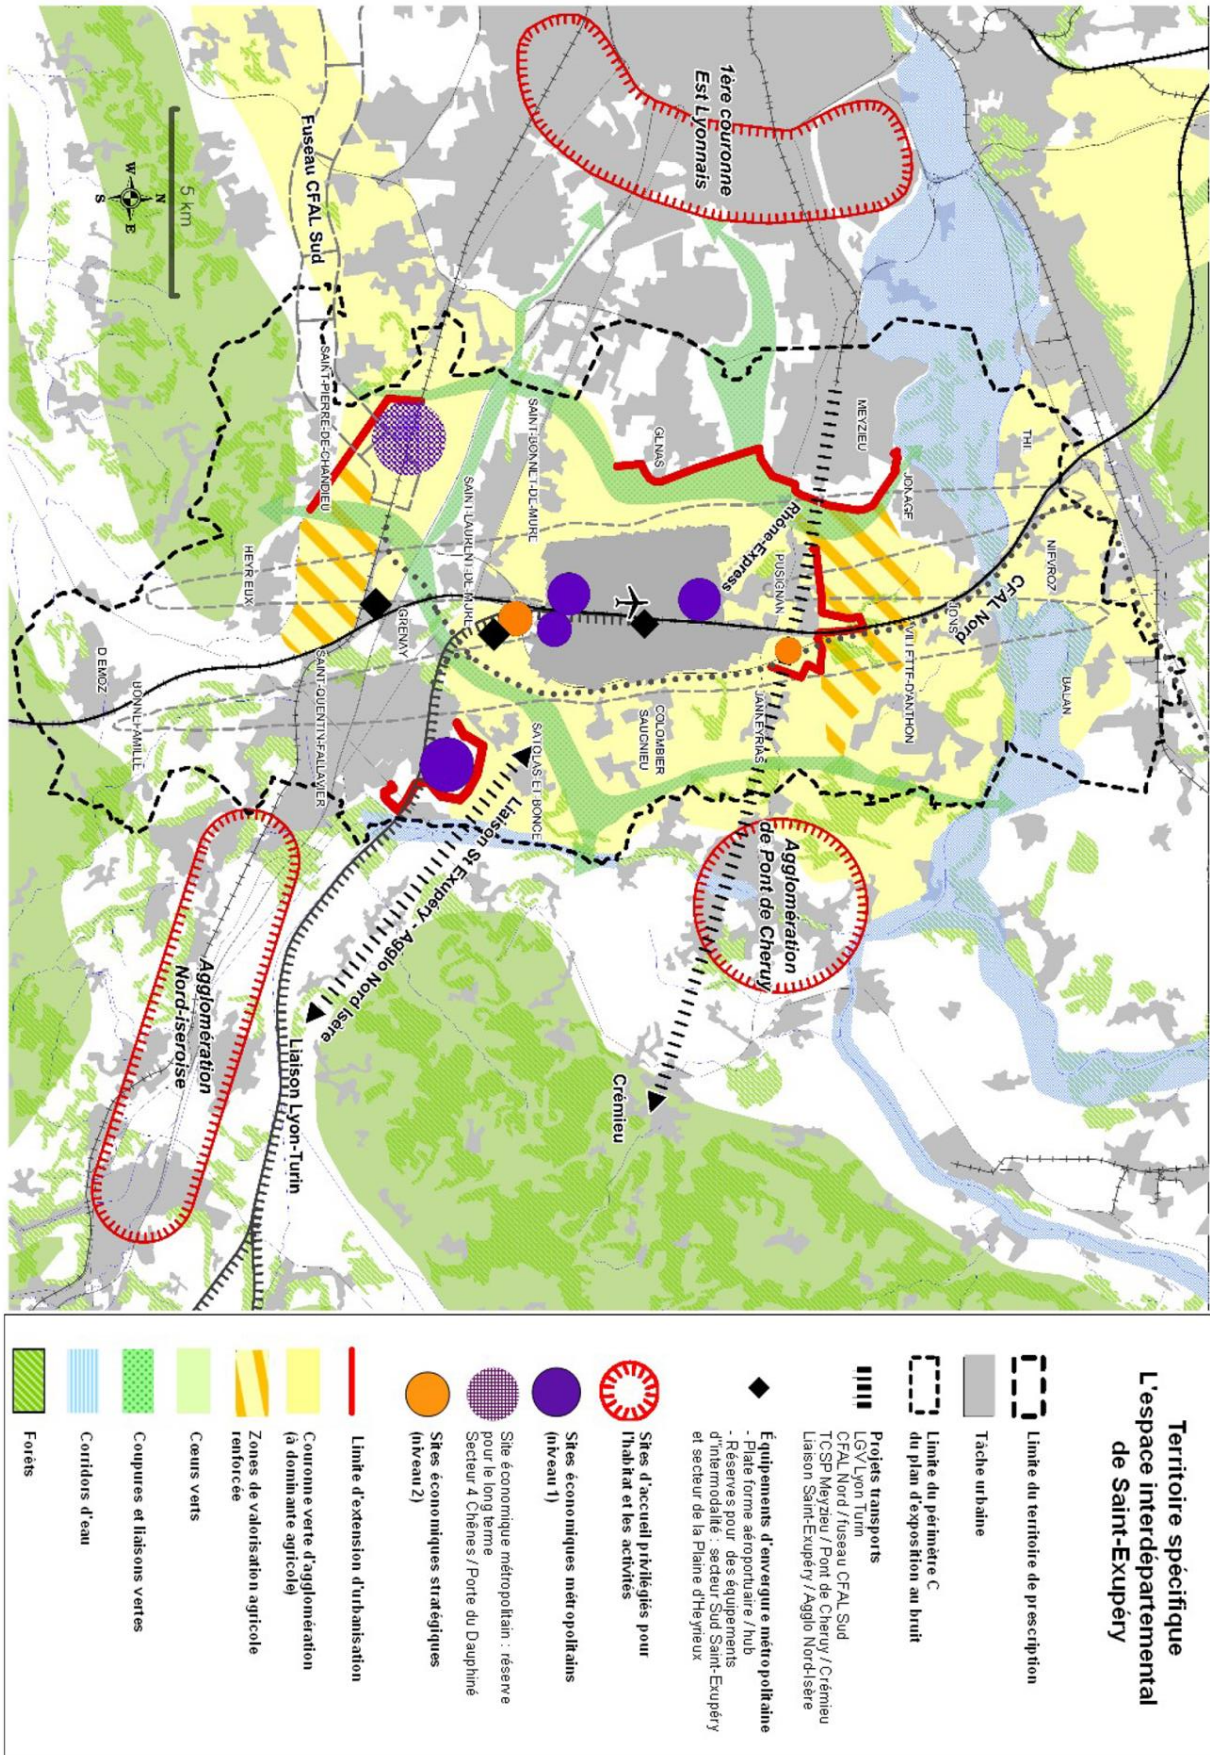 Territoire spécifique
L'espace interdépartemental
de Saint-Exupéry
Limite du territoire de prescription
Tâche urbaine
Limite du périmètre C
du plan d'exposition au bruit
Projets transports
LGV Lyon Turin
CFAL Nord / fuseau CFAL Sud
TCSP Meyzieu / Pont de Cheruy / Crémieu
Liaison Saint-Exupéry / Agglo Nord-Isère
Équipements d'envergure métropolitaine
- Plate forme aéroportuaire / hub
- Réserves pour des équipements
d'intermodalité : secteur Sud Saint-Exupéry
et secteur de la Plaine d'Heyrieux
Sites d'accueil privilégiés pour
l'habitat et les activités
Sites économiques métropolitains
(niveau 1)
Site économique métropolitain : réserve
pour le long terme
Secteur 4 Chênes / Porte du Dauphiné
Sites économiques stratégiques
(niveau 2)
Limite d'extension d'urbanisation
Couronne verte d'agglomération
(à dominante agricole)
Zones de valorisation agricole
renforcée
Cœurs verts
Coupures et liaisons vertes
Corridors d'eau
Forêts
1ère couronne
Est Lyonnais
Fuseau CFAL Sud
5 km
N
W
E
S
THIL
NIEVROZ
BALAN
CFAL Nord
JONS
JONAGE
MEYZIEU
VILLETTE-D'ANTHON
PUSIGNAN
JANNEYRIAS
Rhône-Express
GENAS
COLOMBIER
SAUGNIEU
SAINT-BONNET-DE-MURE
SAINT-LAURENT-DE-MURE
SATOLAS-ET-BONCE
GRENAY
SAINT-PIERRE-DE-CHANDIEU
SAINT-QUENTIN-FALLAVIER
HEYRIEUX
BONNEFAMILLE
DIEMOZ
Agglomération
de Pont de Cheruy
Crémieu
Liaison St Exupéry - Agglo Nord Isère
Liaison Lyon-Turin
Agglomération
Nord-iseroise